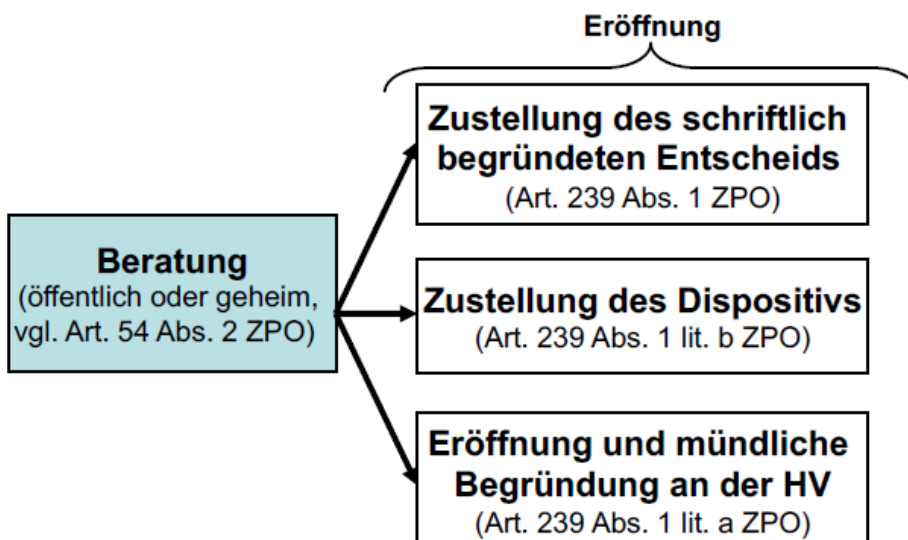 Eröffnung
Zustellung des schriftlich
begründeten Entscheids
(Art. 239 Abs. 1 ZPO)
Beratung
(öffentlich oder geheim,
vgl. Art. 54 Abs. 2 ZPO)
Zustellung des Dispositivs
(Art. 239 Abs. 1 lit. b ZPO)
Eröffnung und mündliche
Begründung an der HV
(Art. 239 Abs. 1 lit. a ZPO)